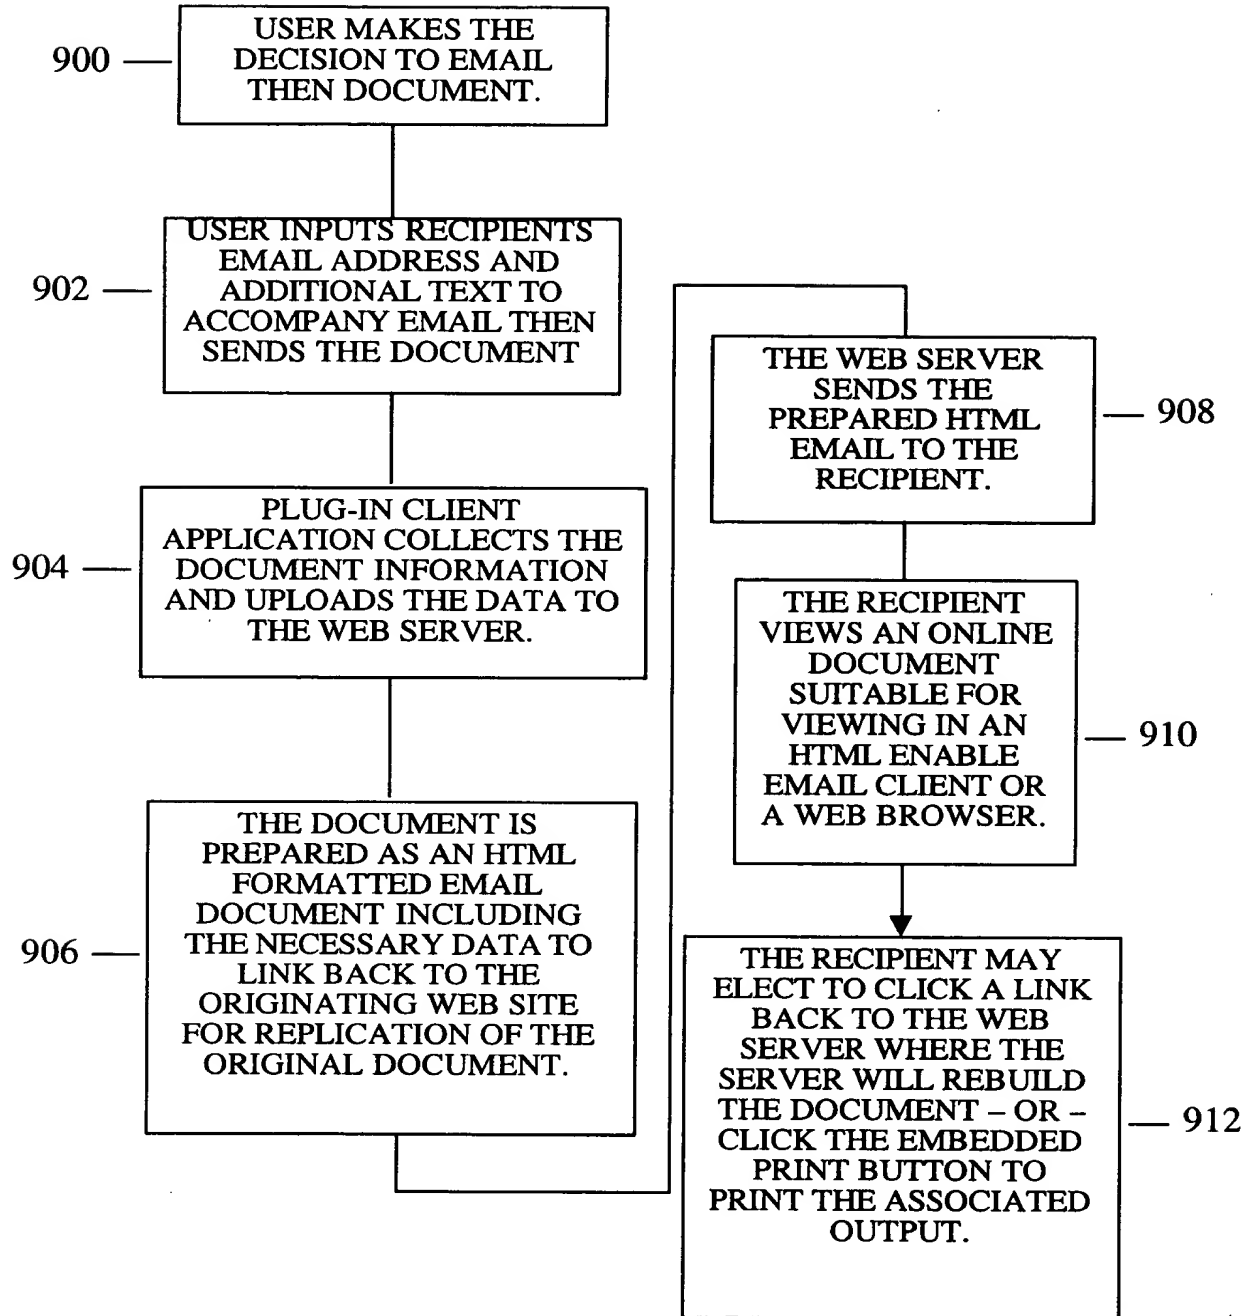 900
USER MAKES THE
DECISION TO EMAIL
THEN DOCUMENT.
902
USER INPUTS RECIPIENTS
EMAIL ADDRESS AND
ADDITIONAL TEXT TO
ACCOMPANY EMAIL THEN
SENDS THE DOCUMENT
904
PLUG-IN CLIENT
APPLICATION COLLECTS THE
DOCUMENT INFORMATION
AND UPLOADS THE DATA TO
THE WEB SERVER.
906
THE DOCUMENT IS
PREPARED AS AN HTML
FORMATTED EMAIL
DOCUMENT INCLUDING
THE NECESSARY DATA TO
LINK BACK TO THE
ORIGINATING WEB SITE
FOR REPLICATION OF THE
ORIGINAL DOCUMENT.
THE WEB SERVER
SENDS THE
PREPARED HTML
EMAIL TO THE
RECIPIENT.
908
THE RECIPIENT
VIEWS AN ONLINE
DOCUMENT
SUITABLE FOR
VIEWING IN AN
HTML ENABLE
EMAIL CLIENT OR
A WEB BROWSER.
910
THE RECIPIENT MAY
ELECT TO CLICK A LINK
BACK TO THE WEB
SERVER WHERE THE
SERVER WILL REBUILD
THE DOCUMENT – OR –
CLICK THE EMBEDDED
PRINT BUTTON TO
PRINT THE ASSOCIATED
OUTPUT.
912